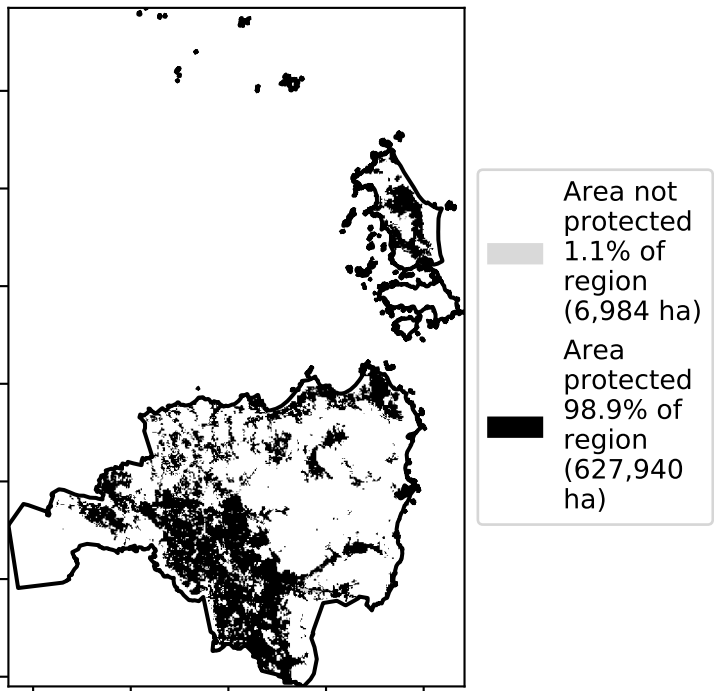 Area not
protected
1.1% of
region
(6,984 ha)
Area
protected
98.9% of
region
(627,940
ha)